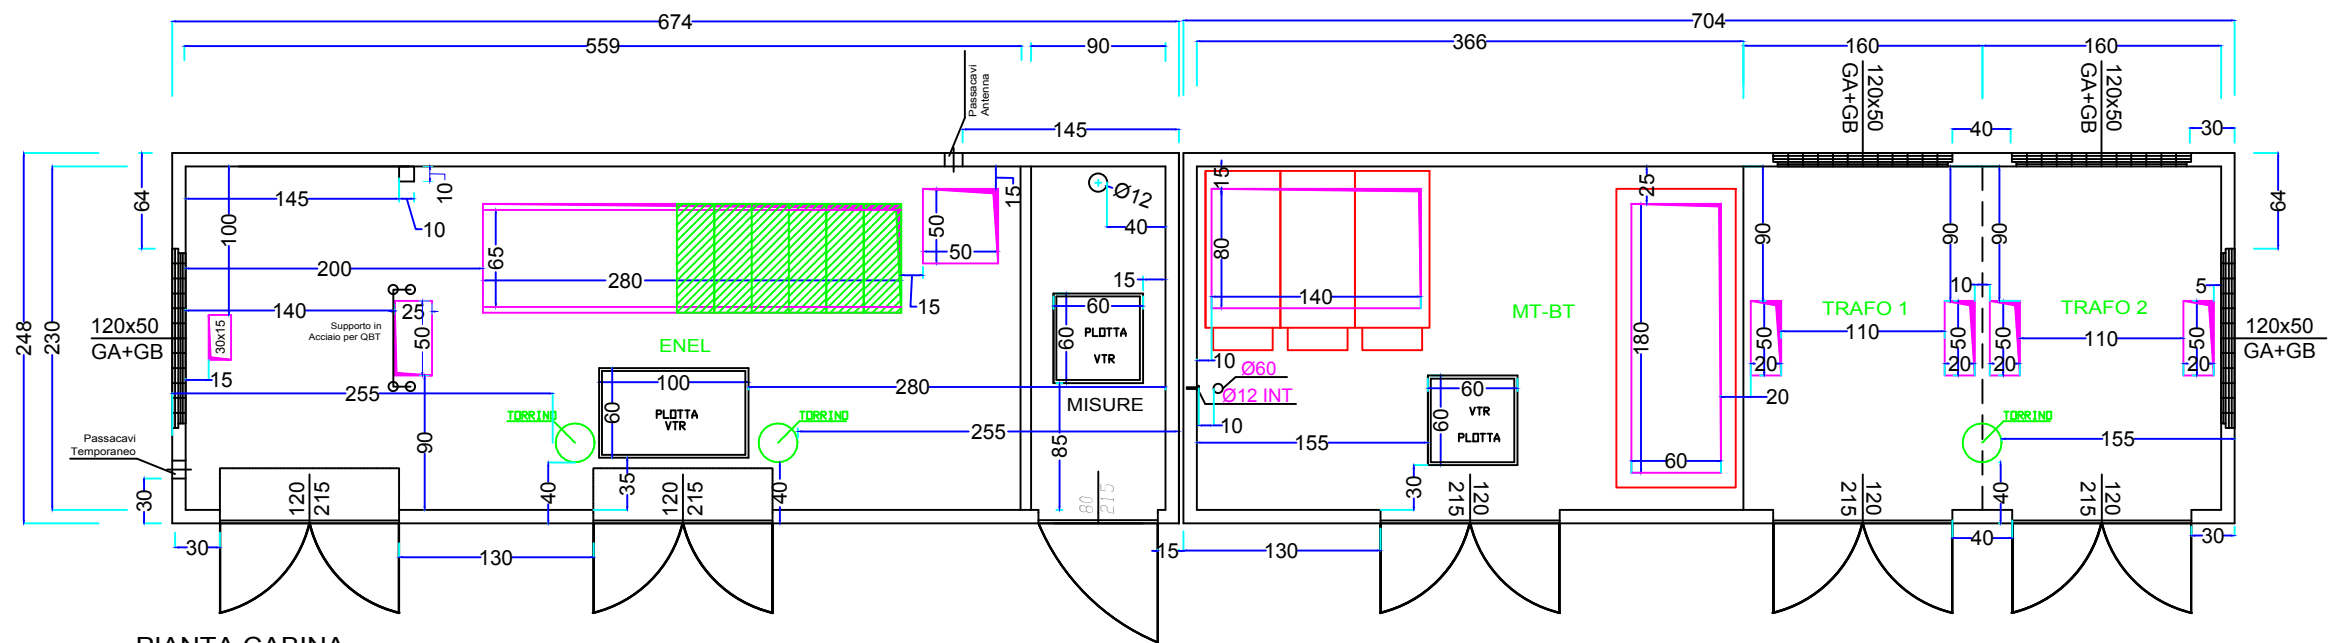 674
704
559
90
366
160
160
Passacavi
Antenna
120x50
GA+GB
120x50
GA+GB
145
40
30
248
230
64
145
10
10
100
15
50
50
Ø12
40
15
25
64
65
80
90
90
90
200
280
15
15
140
10
5
140
25
50
30x15
Supporto in
Acciaio per QBT
120x50
GA+GB
60
60
PLOTTA
VTR
MT-BT
180
TRAFO 1
TRAFO 2
50
110
50
50
110
50
20
20
20
20
120x50
GA+GB
ENEL
15
10
Ø60
Ø12 INT
10
20
255
100
60
PLOTTA
VTR
280
MISURE
60
60
VTR
PLOTTA
TORRINO
TORRINO
TORRINO
Passacavi
Temporaneo
90
255
85
155
60
155
30
40
35
40
30
40
120
215
120
215
80
215
120
215
120
215
120
215
30
130
15
130
40
30
PIANTA CABINA